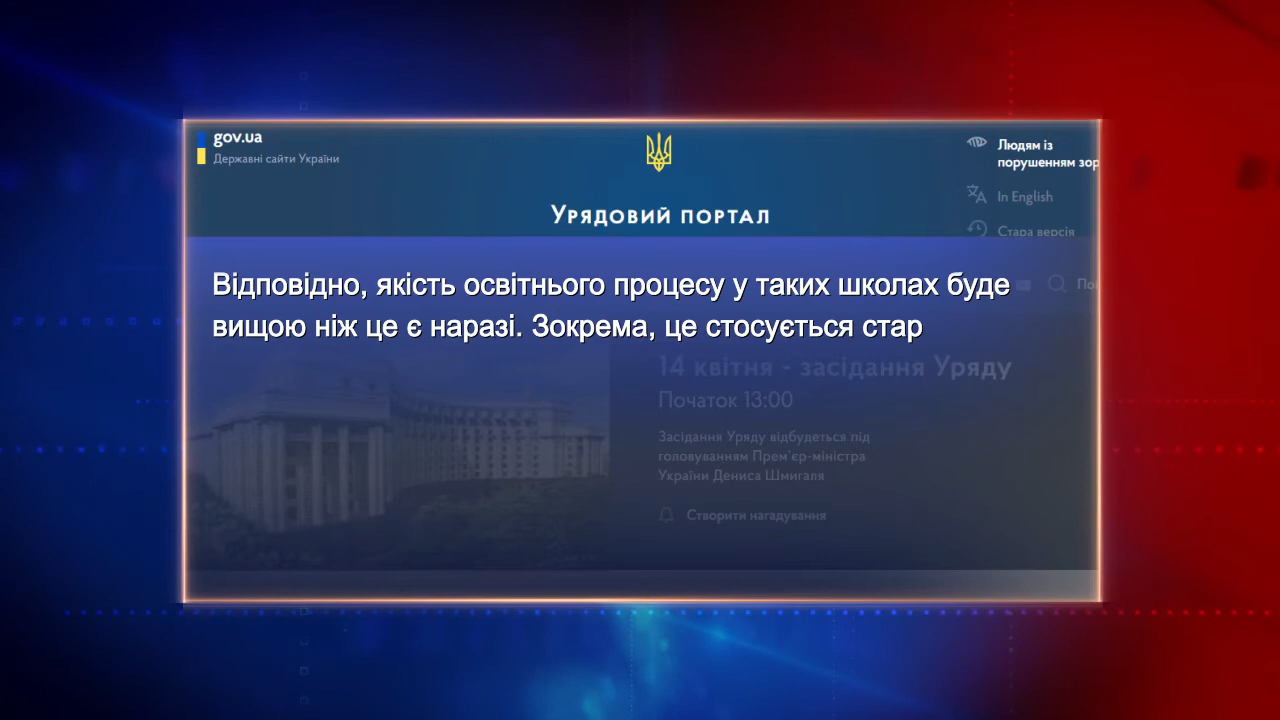 gov.ua
Державні сайти України
Людям із
порушенням зор
In English
Стара версія
Урядовий портал
Відповідно, якість освітнього процесу у таких школах буде
вищою ніж це є наразі. Зокрема, це стосується стар
14 квітня - засідання Уряду
Початок 13:00
Засідання Уряду відбудеться під
головуванням Прем'єр-міністра
України Дениса Шмигаля
Створити нагадування